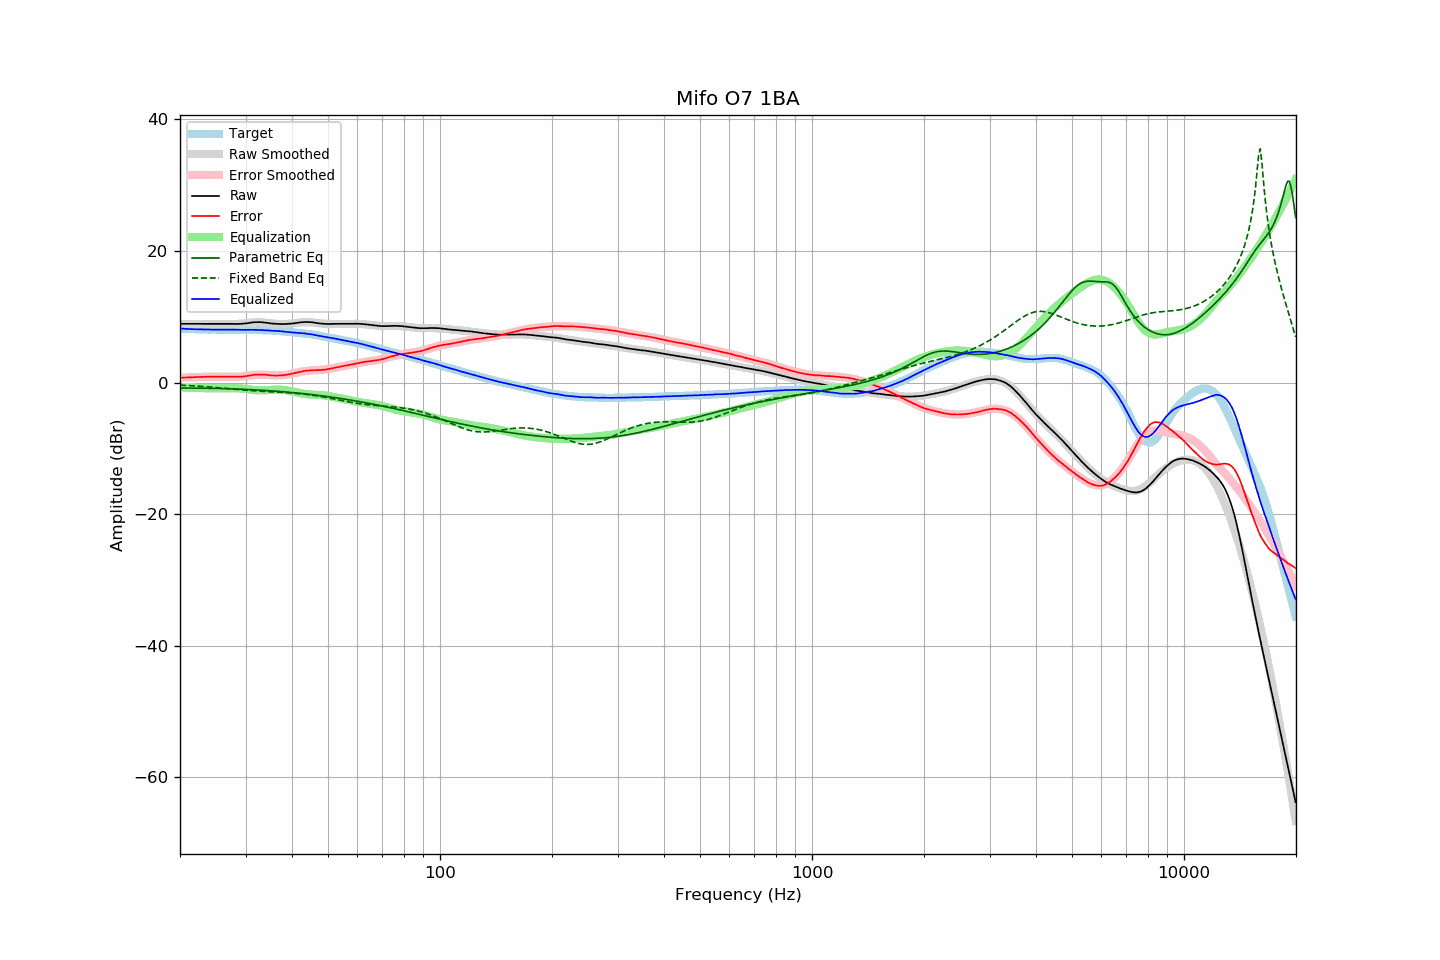 Mifo O7 1BA
40
20
0
−20
−40
−60
Amplitude (dBr)
Target
Raw Smoothed
Error Smoothed
Raw
Error
Equalization
Parametric Eq
Fixed Band Eq
Equalized
100
1000
10000
Frequency (Hz)